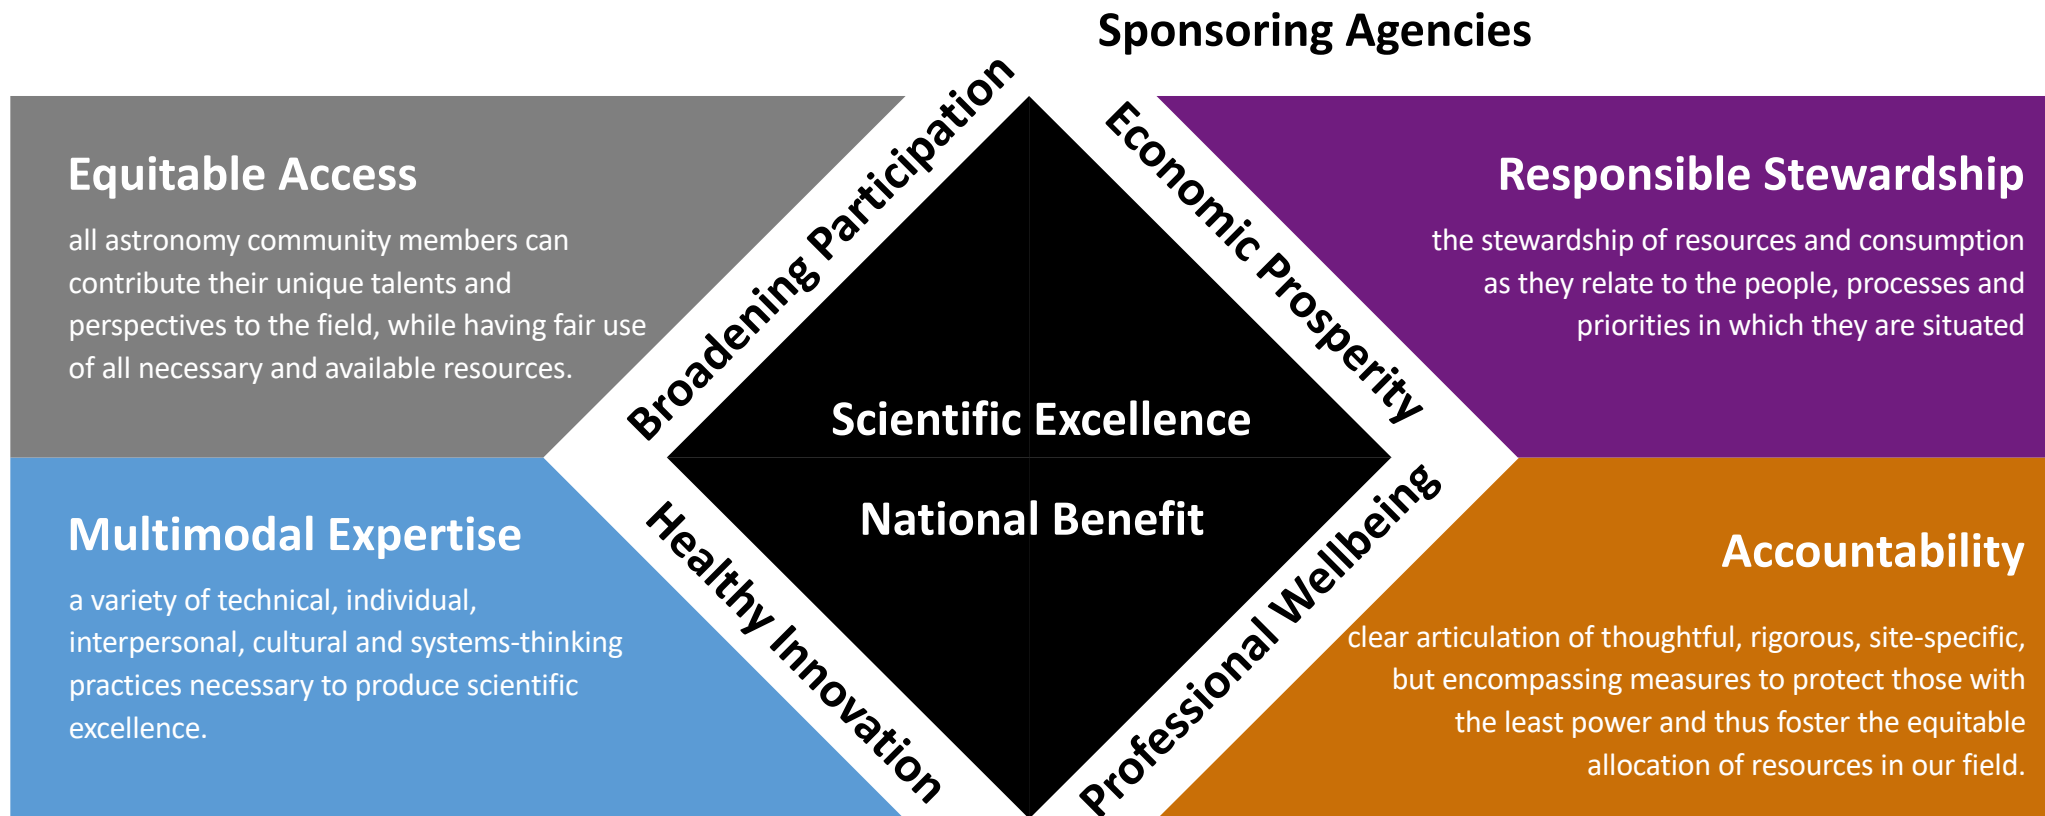 Sponsoring Agencies
Equitable Access
all astronomy community members can
contribute their unique talents and
perspectives to the field, while having fair use
of all necessary and available resources.
Broadening Participation
Economic Prosperity
Responsible Stewardship
the stewardship of resources and consumption
as they relate to the people, processes and
priorities in which they are situated
Scientific Excellence
National Benefit
Multimodal Expertise
a variety of technical, individual,
interpersonal, cultural and systems-thinking
practices necessary to produce scientific
excellence.
Healthy Innovation
Professional Wellbeing
Accountability
clear articulation of thoughtful, rigorous, site-specific,
but encompassing measures to protect those with
the least power and thus foster the equitable
allocation of resources in our field.